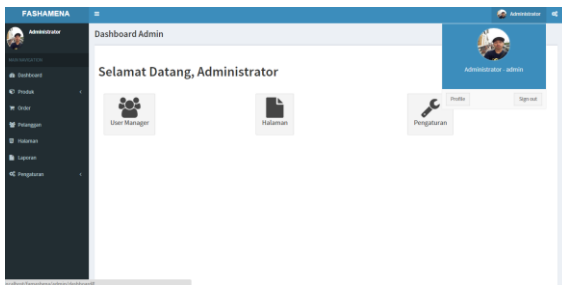 FASHAMENA
Administrator
Administrator
Dashboard Admin
Dashboard
Produk
Order
Pelanggan
Halaman
Laporan
Pengaturan
Selamat Datang, Administrator
User Manager
Halaman
Pengaturan
Administrator - admin
Profile
Sign out